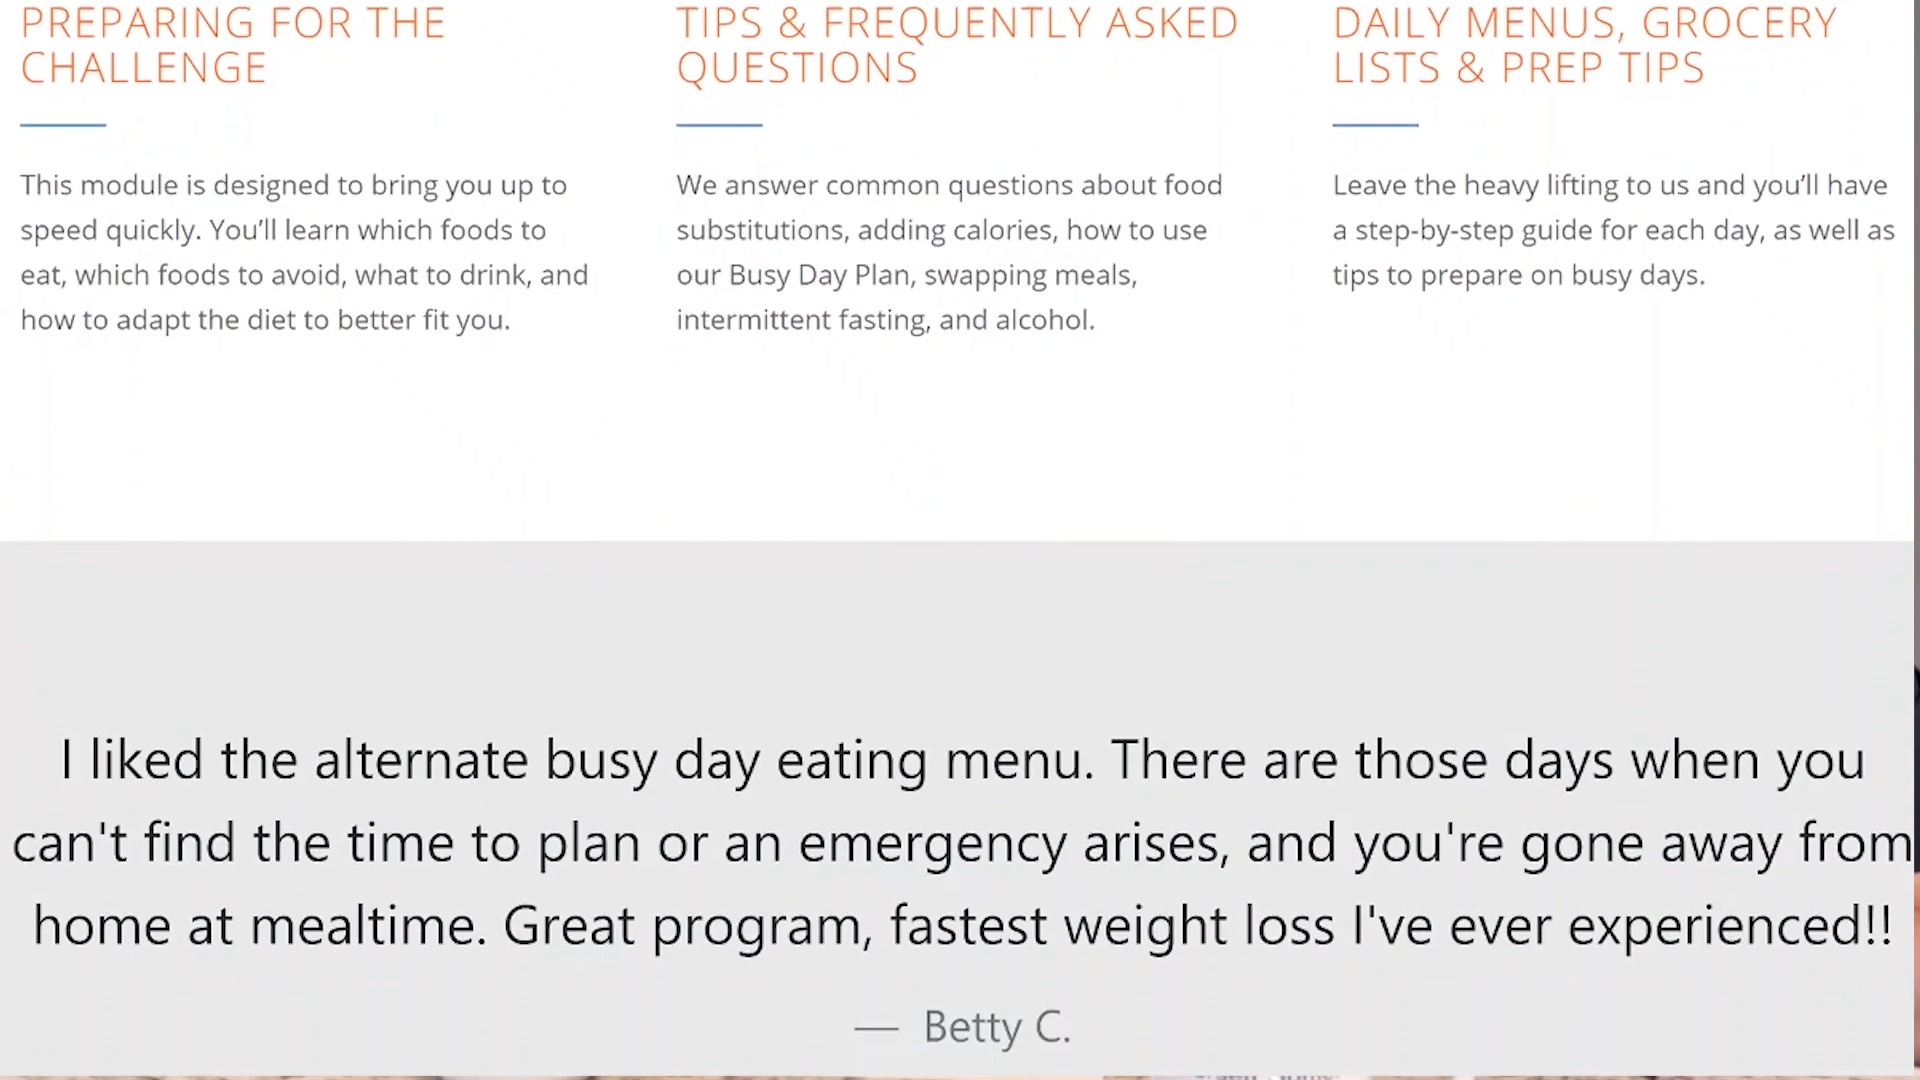 PREPARING FOR THE
CHALLENGE
This module is designed to bring you up to
speed quickly. You’ll learn which foods to
eat, which foods to avoid, what to drink, and
how to adapt the diet to better fit you.
TIPS & FREQUENTLY ASKED
QUESTIONS
We answer common questions about food
substitutions, adding calories, how to use
our Busy Day Plan, swapping meals,
intermittent fasting, and alcohol.
DAILY MENUS, GROCERY
LISTS & PREP TIPS
Leave the heavy lifting to us and you’ll have
a step-by-step guide for each day, as well as
tips to prepare on busy days.
I liked the alternate busy day eating menu. There are those days when you
can't find the time to plan or an emergency arises, and you're gone away from
home at mealtime. Great program, fastest weight loss I've ever experienced!!
— Betty C.